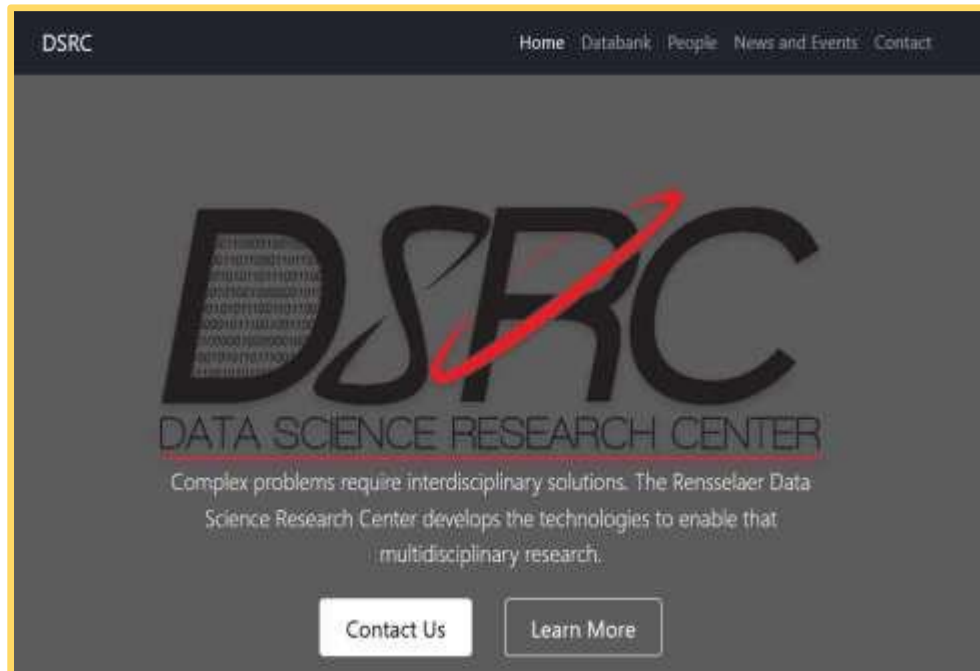 DSRC
Home Databank People News and Events Contact
DSRC
DATA SCIENCE RESEARCH CENTER
Complex problems require interdisciplinary solutions. The Rensselaer Data
Science Research Center develops the technologies to enable that
multidisciplinary research.
Contact Us Learn More